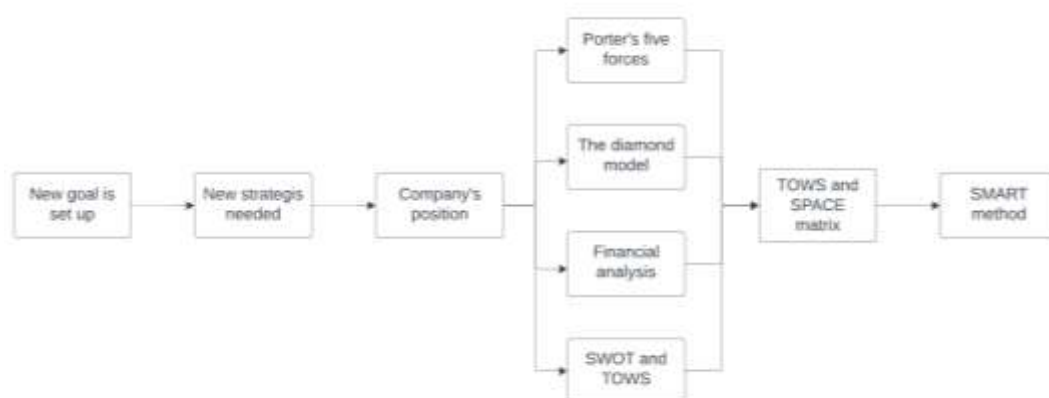 New goal is
set up
New strategis
needed
Company's
position
Porter's five
forces
The diamond
model
Financial
analysis
SWOT and
TOWS
TOWS and
SPACE
matrix
SMART
method